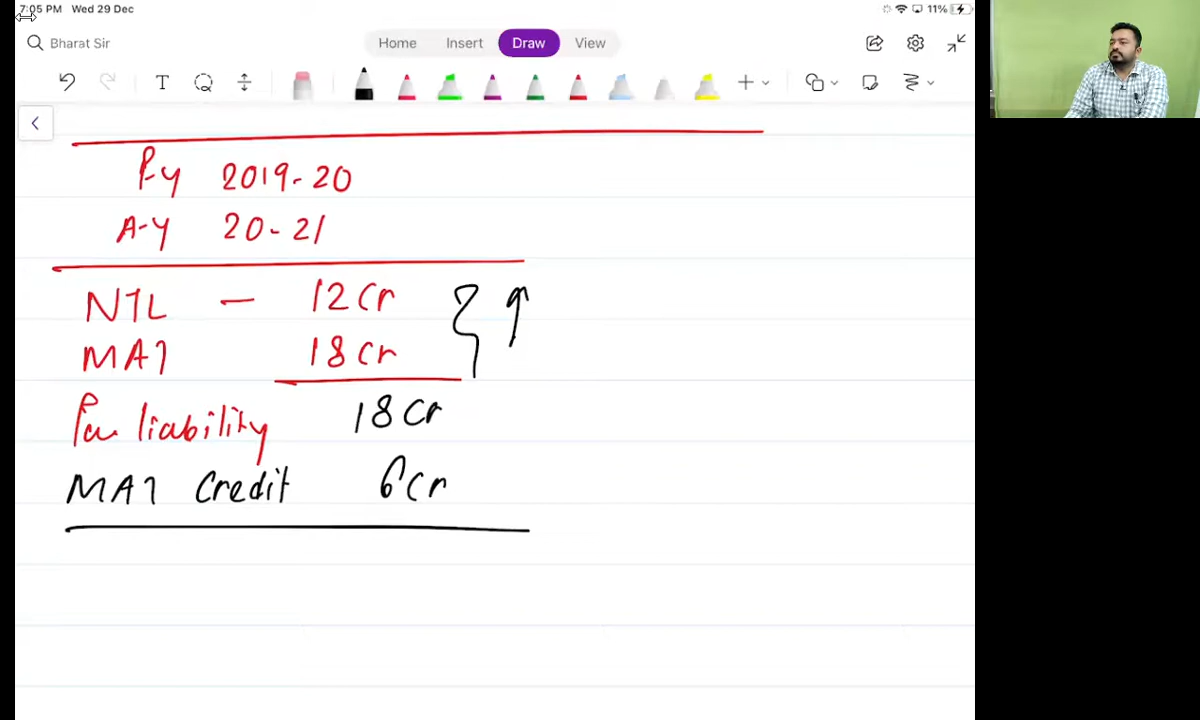 7:05 PM Wed 29 Dec
11%
Bharat Sir
Home Insert Draw View
T
F-Y 2019-20
A-Y 20-21
NTL - 12 Cr
MAT 18 Cr
liability 18 Cr
MAT Credit 6 Cr